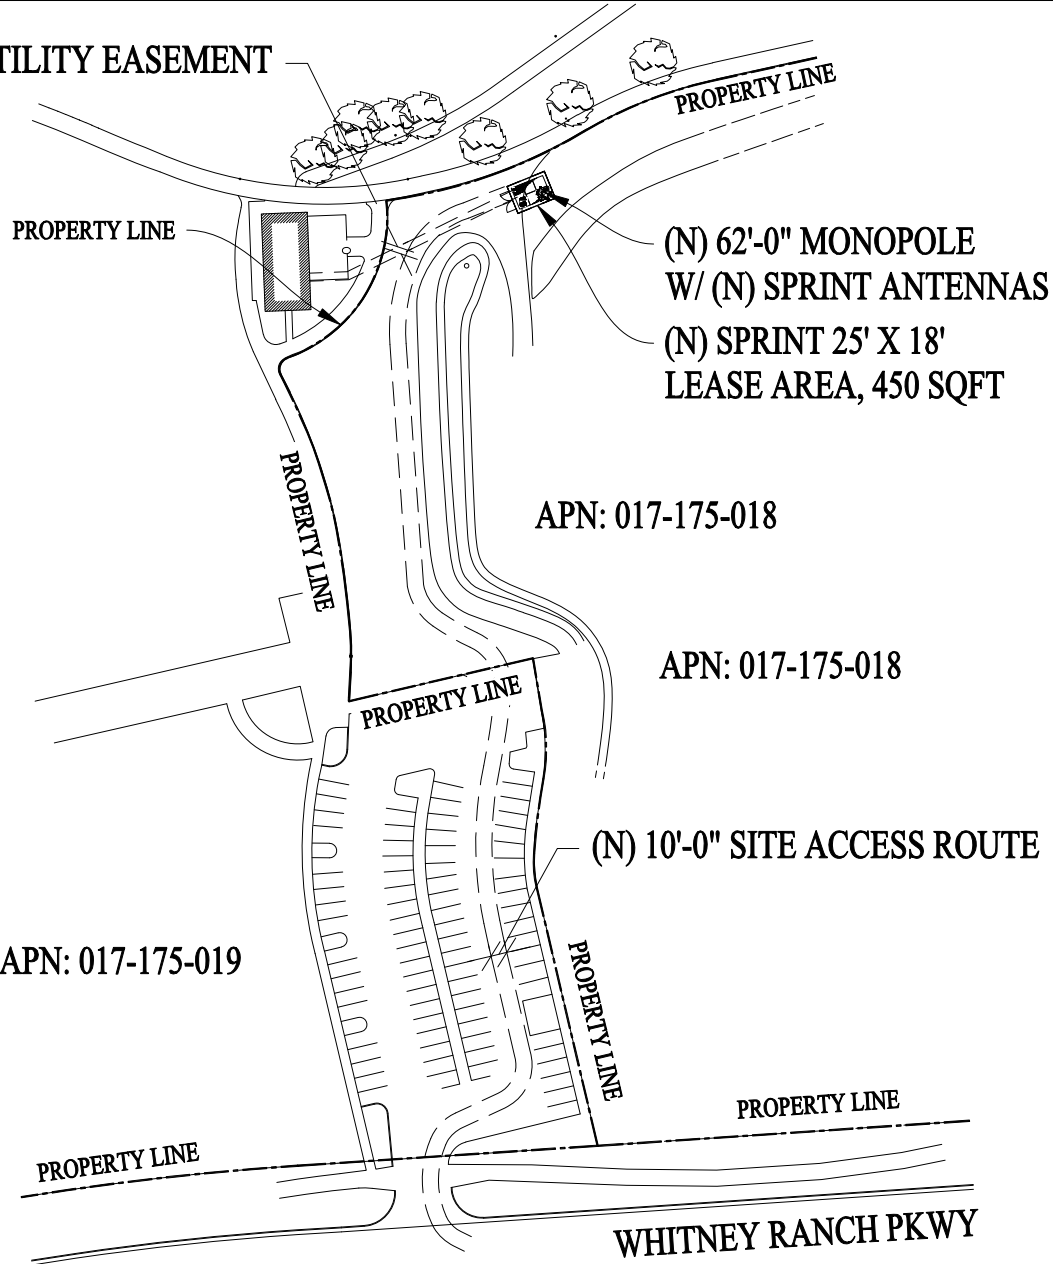 TILITY EASEMENT
PROPERTY LINE
PROPERTY LINE
(N) 62'-0" MONOPOLE
W/ (N) SPRINT ANTENNAS
(N) SPRINT 25' X 18'
LEASE AREA, 450 SQFT
PROPERTY LINE
APN: 017-175-018
APN: 017-175-018
PROPERTY LINE
(N) 10'-0" SITE ACCESS ROUTE
APN: 017-175-019
PROPERTY LINE
PROPERTY LINE
PROPERTY LINE
WHITNEY RANCH PKWY